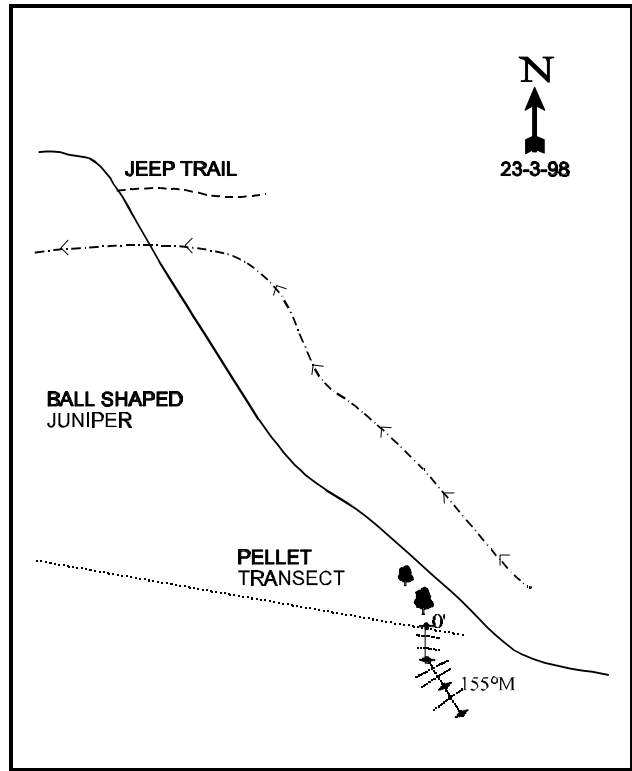 N
23-3-98
JEEP TRAIL
BALL SHAPED
JUNIPER
PELLET
TRANSECT
0'
155°M